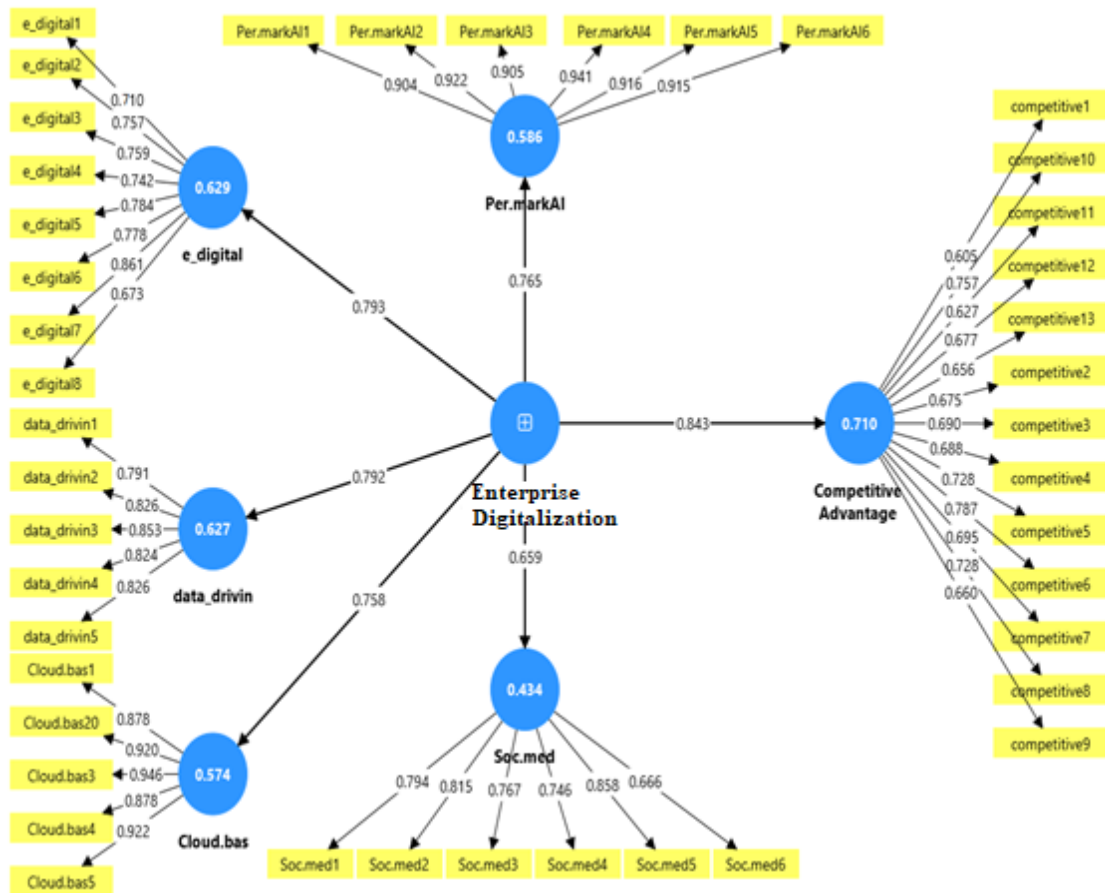 e_digital1
e_digital2
e_digital3
e_digital4
e_digital5
e_digital6
e_digital7
e_digital8
0.710
0.757
0.759
0.742
0.784
0.778
0.861
0.673
0.629
e_digital
Per.markAI1
Per.markAI2
Per.markAI3
Per.markAI4
Per.markAI5
Per.markAI6
0.904
0.922
0.905
0.941
0.916
0.915
0.586
Per.markAI
0.765
0.793
0.792
0.758
0.659
0.843
Enterprise
Digitalization
data_drivin1
data_drivin2
data_drivin3
data_drivin4
data_drivin5
0.791
0.826
0.853
0.824
0.826
0.627
data_drivin
Cloud.bas1
Cloud.bas20
Cloud.bas3
Cloud.bas4
Cloud.bas5
0.878
0.920
0.946
0.878
0.922
0.574
Cloud.bas
0.434
Soc.med
0.794
0.815
0.767
0.746
0.858
0.666
Soc.med1
Soc.med2
Soc.med3
Soc.med4
Soc.med5
Soc.med6
0.710
Competitive
Advantage
0.605
0.757
0.627
0.677
0.656
0.675
0.690
0.688
0.728
0.787
0.695
0.728
0.660
competitive1
competitive10
competitive11
competitive12
competitive13
competitive2
competitive3
competitive4
competitive5
competitive6
competitive7
competitive8
competitive9